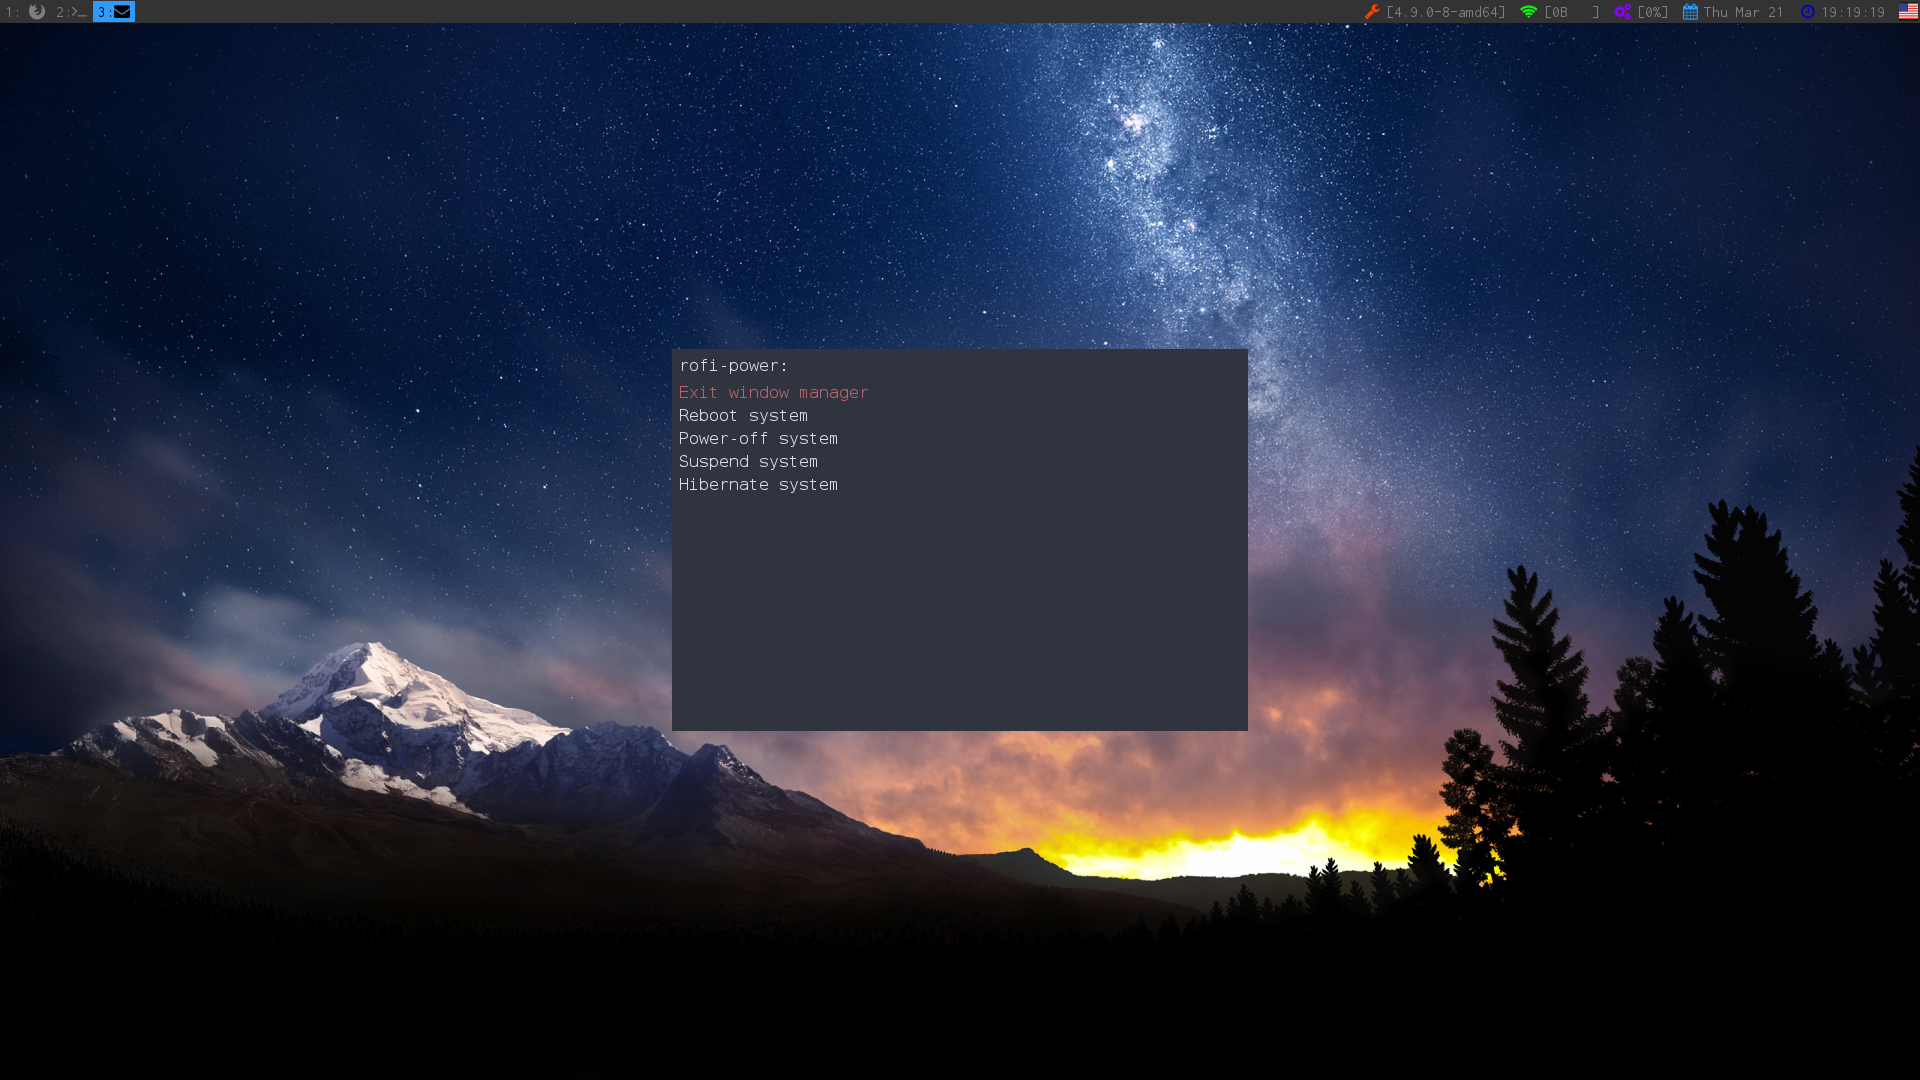 1: 2:>_ 3: [4.9.0-8-amd64] [0B ] [0%] Thu Mar 21 19:19:19
rofi-power:
Exit window manager
Reboot system
Power-off system
Suspend system
Hibernate system